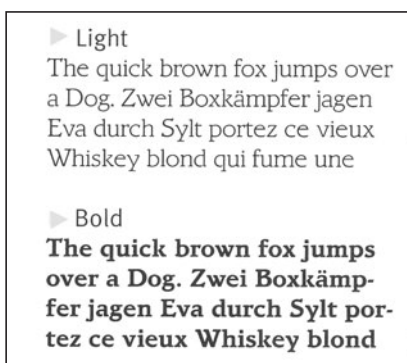 Light
The quick brown fox jumps over
a Dog. Zwei Boxkämpfer jagen
Eva durch Sylt portez ce vieux
Whiskey blond qui fume une
Bold
The quick brown fox jumps
over a Dog. Zwei Boxkämp-
fer jagen Eva durch Sylt por-
tez ce vieux Whiskey blond